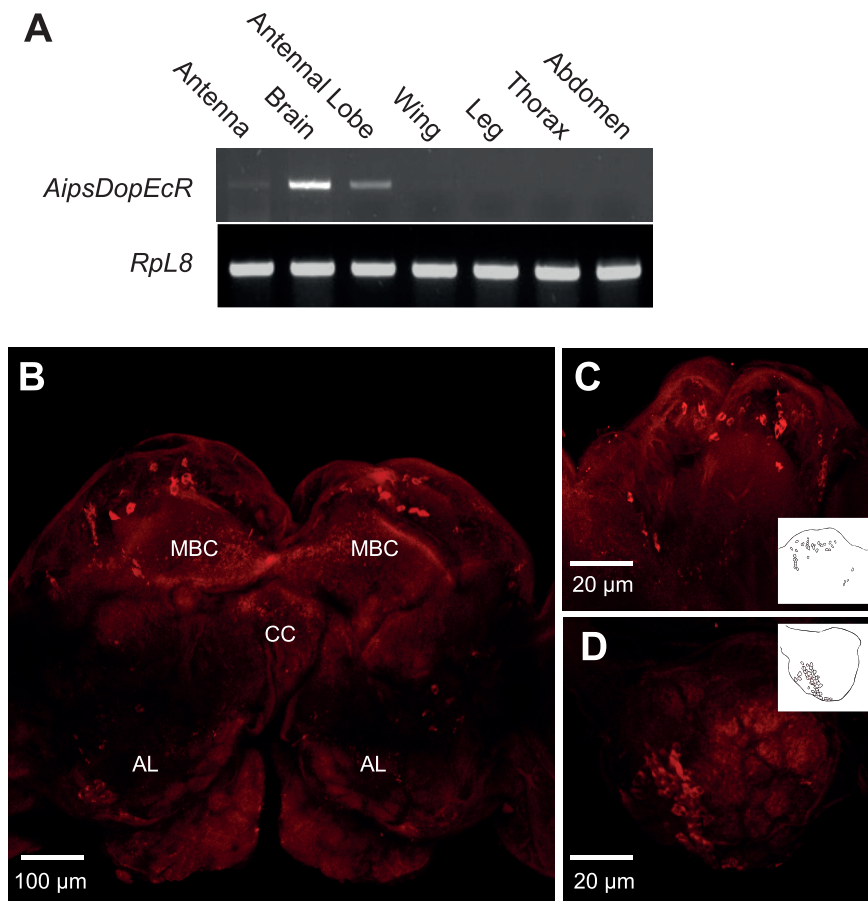 A
Antenna
Brain
Antennal Lobe
Wing
Leg
Thorax
Abdomen
AipsDopEcR
RpL8
B
MBC
MBC
CC
AL
AL
100 µm
C
20 µm
D
20 µm